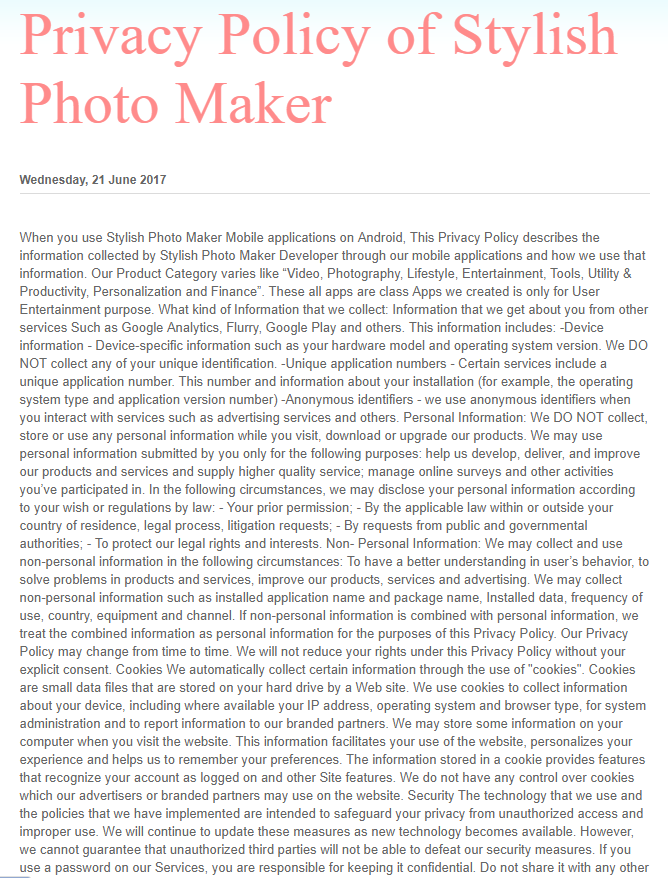 Privacy Policy of Stylish
Photo Maker
Wednesday, 21 June 2017
When you use Stylish Photo Maker Mobile applications on Android, This Privacy Policy describes the
information collected by Stylish Photo Maker Developer through our mobile applications and how we use that
information. Our Product Category varies like “Video, Photography, Lifestyle, Entertainment, Tools, Utility &
Productivity, Personalization and Finance”. These all apps are class Apps we created is only for User
Entertainment purpose. What kind of Information that we collect: Information that we get about you from other
services Such as Google Analytics, Flurry, Google Play and others. This information includes: -Device
information - Device-specific information such as your hardware model and operating system version. We DO
NOT collect any of your unique identification. -Unique application numbers - Certain services include a
unique application number. This number and information about your installation (for example, the operating
system type and application version number) -Anonymous identifiers - we use anonymous identifiers when
you interact with services such as advertising services and others. Personal Information: We DO NOT collect,
store or use any personal information while you visit, download or upgrade our products. We may use
personal information submitted by you only for the following purposes: help us develop, deliver, and improve
our products and services and supply higher quality service; manage online surveys and other activities
you’ve participated in. In the following circumstances, we may disclose your personal information according
to your wish or regulations by law: - Your prior permission; - By the applicable law within or outside your
country of residence, legal process, litigation requests; - By requests from public and governmental
authorities; - To protect our legal rights and interests. Non- Personal Information: We may collect and use
non-personal information in the following circumstances: To have a better understanding in user’s behavior, to
solve problems in products and services, improve our products, services and advertising. We may collect
non-personal information such as installed application name and package name, Installed data, frequency of
use, country, equipment and channel. If non-personal information is combined with personal information, we
treat the combined information as personal information for the purposes of this Privacy Policy. Our Privacy
Policy may change from time to time. We will not reduce your rights under this Privacy Policy without your
explicit consent. Cookies We automatically collect certain information through the use of "cookies". Cookies
are small data files that are stored on your hard drive by a Web site. We use cookies to collect information
about your device, including where available your IP address, operating system and browser type, for system
administration and to report information to our branded partners. We may store some information on your
computer when you visit the website. This information facilitates your use of the website, personalizes your
experience and helps us to remember your preferences. The information stored in a cookie provides features
that recognize your account as logged on and other Site features. We do not have any control over cookies
which our advertisers or branded partners may use on the website. Security The technology that we use and
the policies that we have implemented are intended to safeguard your privacy from unauthorized access and
improper use. We will continue to update these measures as new technology becomes available. However,
we cannot guarantee that unauthorized third parties will not be able to defeat our security measures. If you
use a password on our Services, you are responsible for keeping it confidential. Do not share it with any other